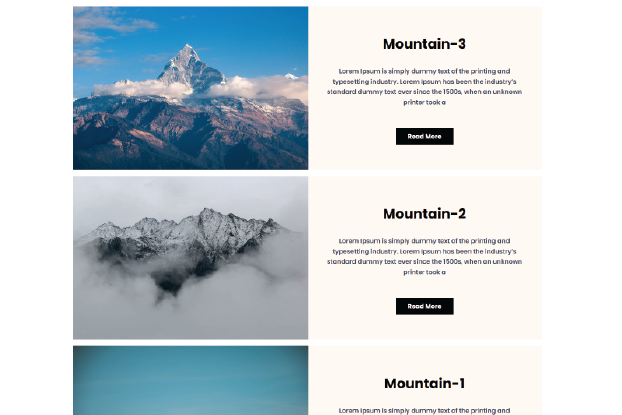 Mountain-3
Lorem Ipsum is simply dummy text of the printing and
typesetting industry. Lorem Ipsum has been the industry's
standard dummy text ever since the 1500s, when an unknown
printer took a
Read More
Mountain-2
Lorem Ipsum is simply dummy text of the printing and
typesetting industry. Lorem Ipsum has been the industry's
standard dummy text ever since the 1500s, when an unknown
printer took a
Read More
Mountain-1
Lorem Ipsum is simply dummy text of the printing and